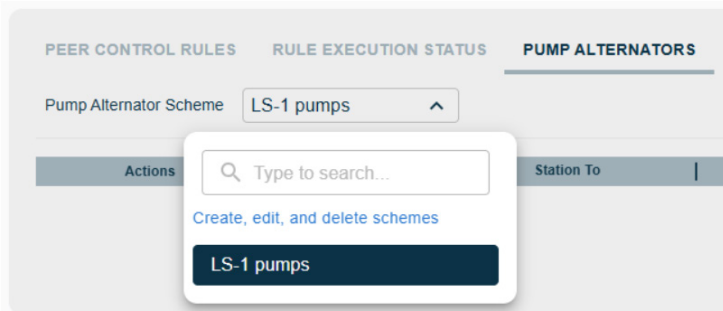 PEER CONTROL RULES RULE EXECUTION STATUS PUMP ALTERNATORS
Pump Alternator Scheme LS-1 pumps
Actions Station To
Type to search...
Create, edit, and delete schemes
LS-1 pumps